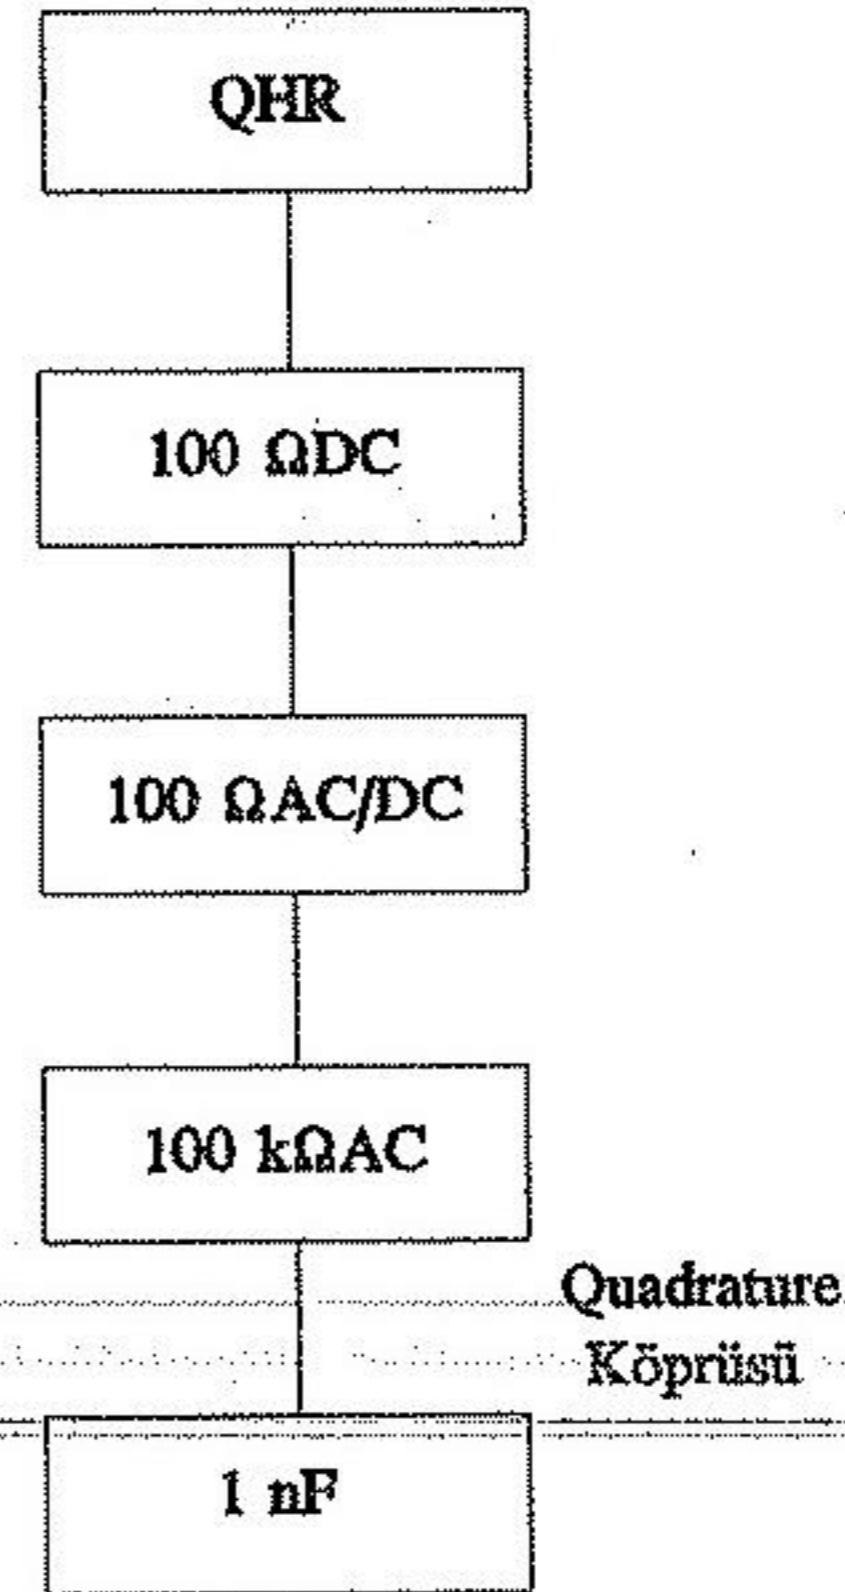 QHR
100 ΩDC
100 ΩAC/DC
100 kΩAC
Quadrature
Köprüsü
1 nF